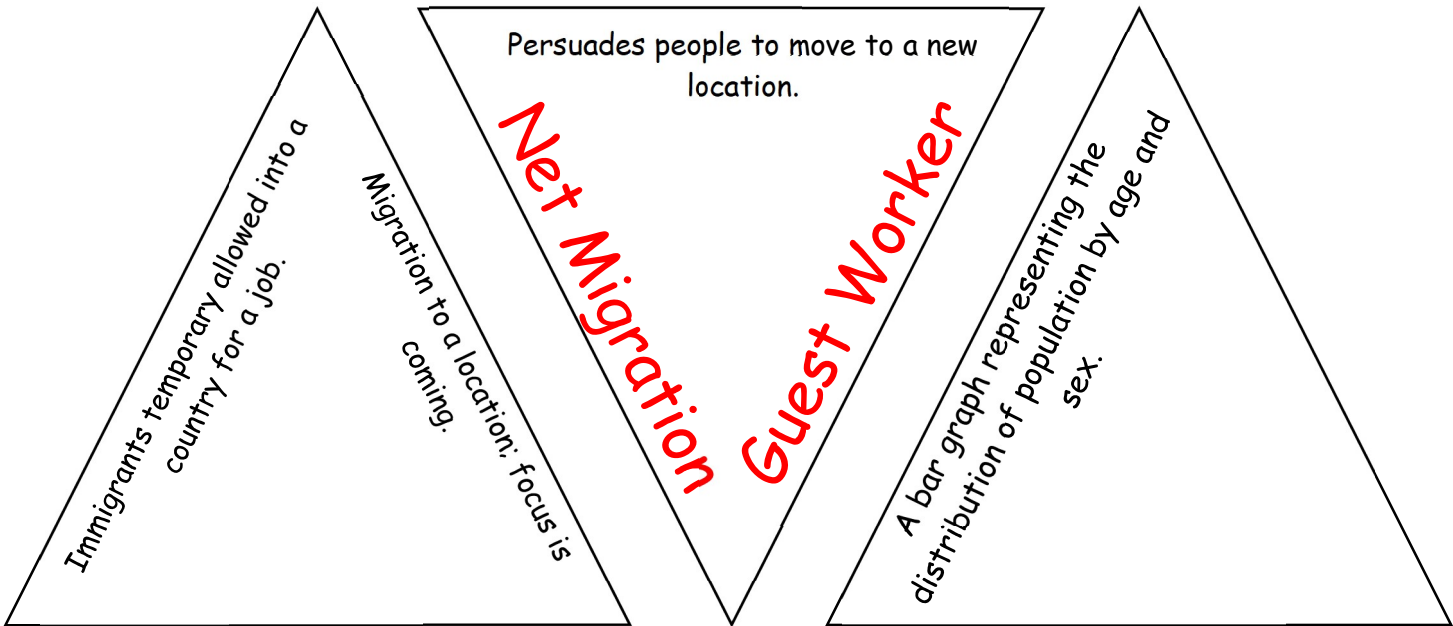 Immigrants temporary allowed into a
country for a job.
Migration to a location; focus is
coming.
Persuades people to move to a new
location.
Net Migration
Guest Worker
A bar graph representing the
distribution of population by age and
sex.